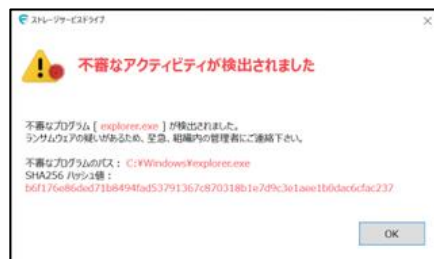 ストレージサービスドライブ
不審なアクティビティが検出されました
不審なプログラム [ explorer.exe ] が検出されました。
ランサムウェアの疑いがあるため、至急、組織内の管理者にご連絡下さい。
不審なプログラムのパス： C:¥Windows¥explorer.exe
SHA256 ハッシュ値：
b6f176e86ded71b8494fad53791367c870318b1e7d9c3e1aee1b6dac6cfac237
OK